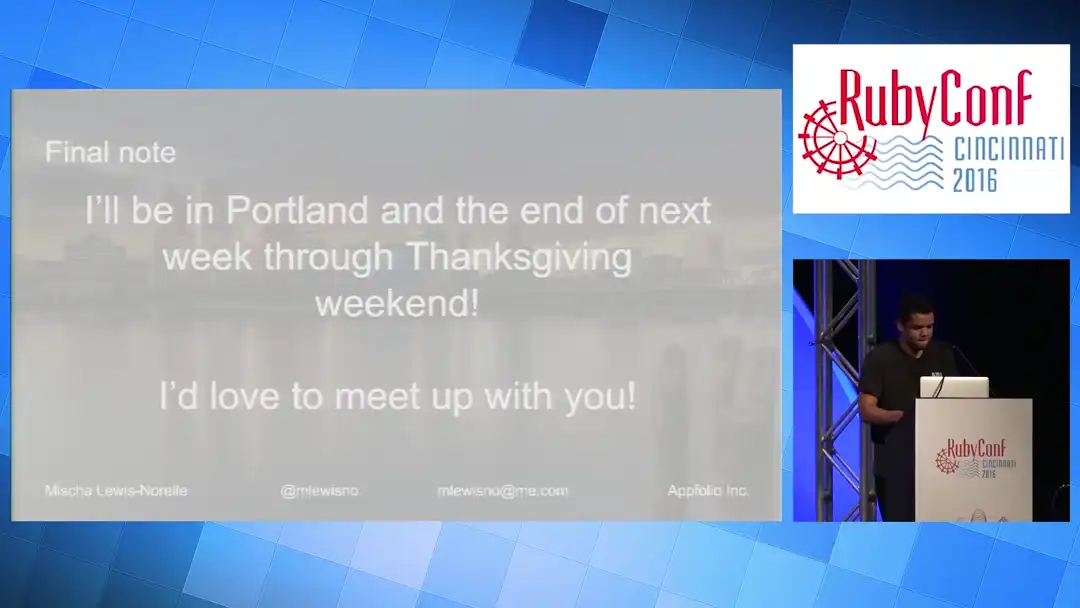 Final note
I'll be in Portland and the end of next
week through Thanksgiving
weekend!
I'd love to meet up with you!
Mischa Lewis-Norelle
@mlewisno
mlewisno@me.com
Appfolio Inc.
RubyConf
CINCINNATI
2016
RubyConf
CINCINNATI
2016